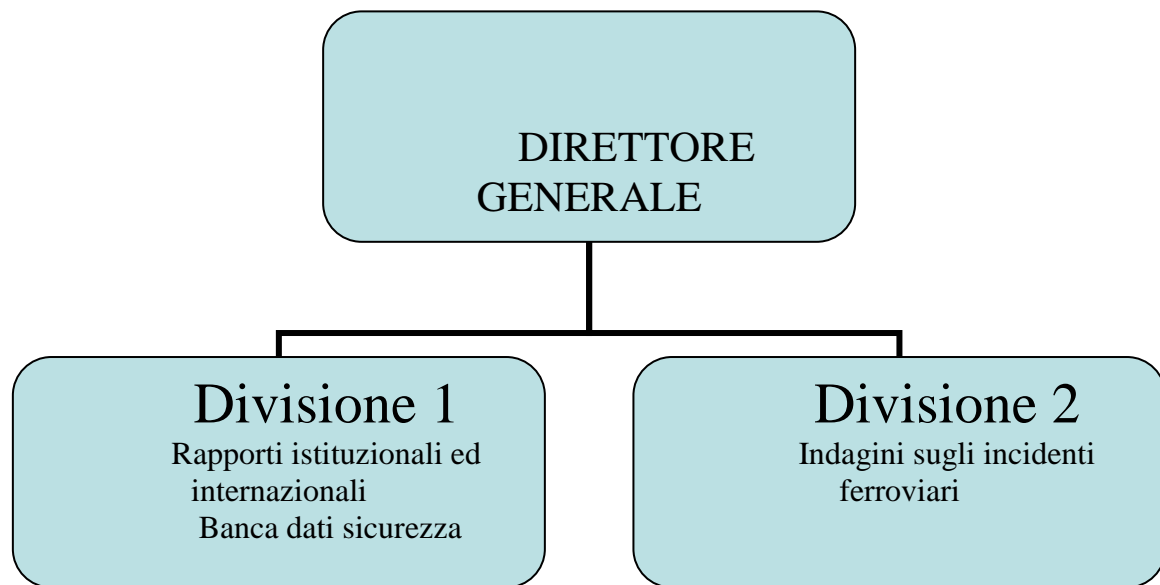 DIRETTORE
GENERALE
Divisione 1
Rapporti istituzionali ed
internazionali
Banca dati sicurezza
Divisione 2
Indagini sugli incidenti
ferroviari